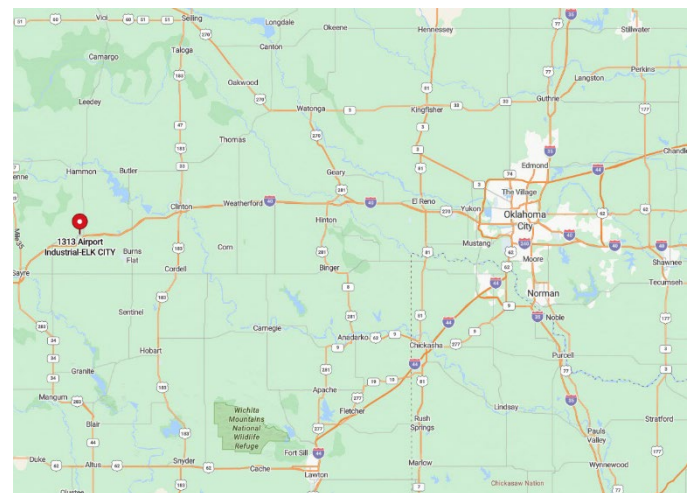 Vici
Seiling
Longdale
Okeene
Hennessey
Stillwater
Camargo
Taloga
Canton
Perkins
Oakwood
Langston
Leedey
Watonga
Kingfisher
Guthrie
Thomas
Chandle
Hammon
Butler
Geary
Edmond
The Village
Clinton
Weatherford
El Reno
Yukon
Oklahoma
City
1313 Airport
Industrial-ELK CITY
Hinton
Mustang
Burns
Flat
Corn
Moore
Shawnee
Sayre
Cordell
Binger
Tecumseh
Norman
Sentinel
Noble
Carnegie
Anadarko
Chickasha
Hobart
Purcell
Granite
Apache
Mangum
Fletcher
Wichita
Mountains
National
Wildlife
Refuge
Rush
Springs
Lindsay
Stratford
Blair
Pauls
Valley
Fort Sill
Duke
Altus
Snyder
Cache
Lawton
Marlow
Wynnewood
Chickasaw Nation